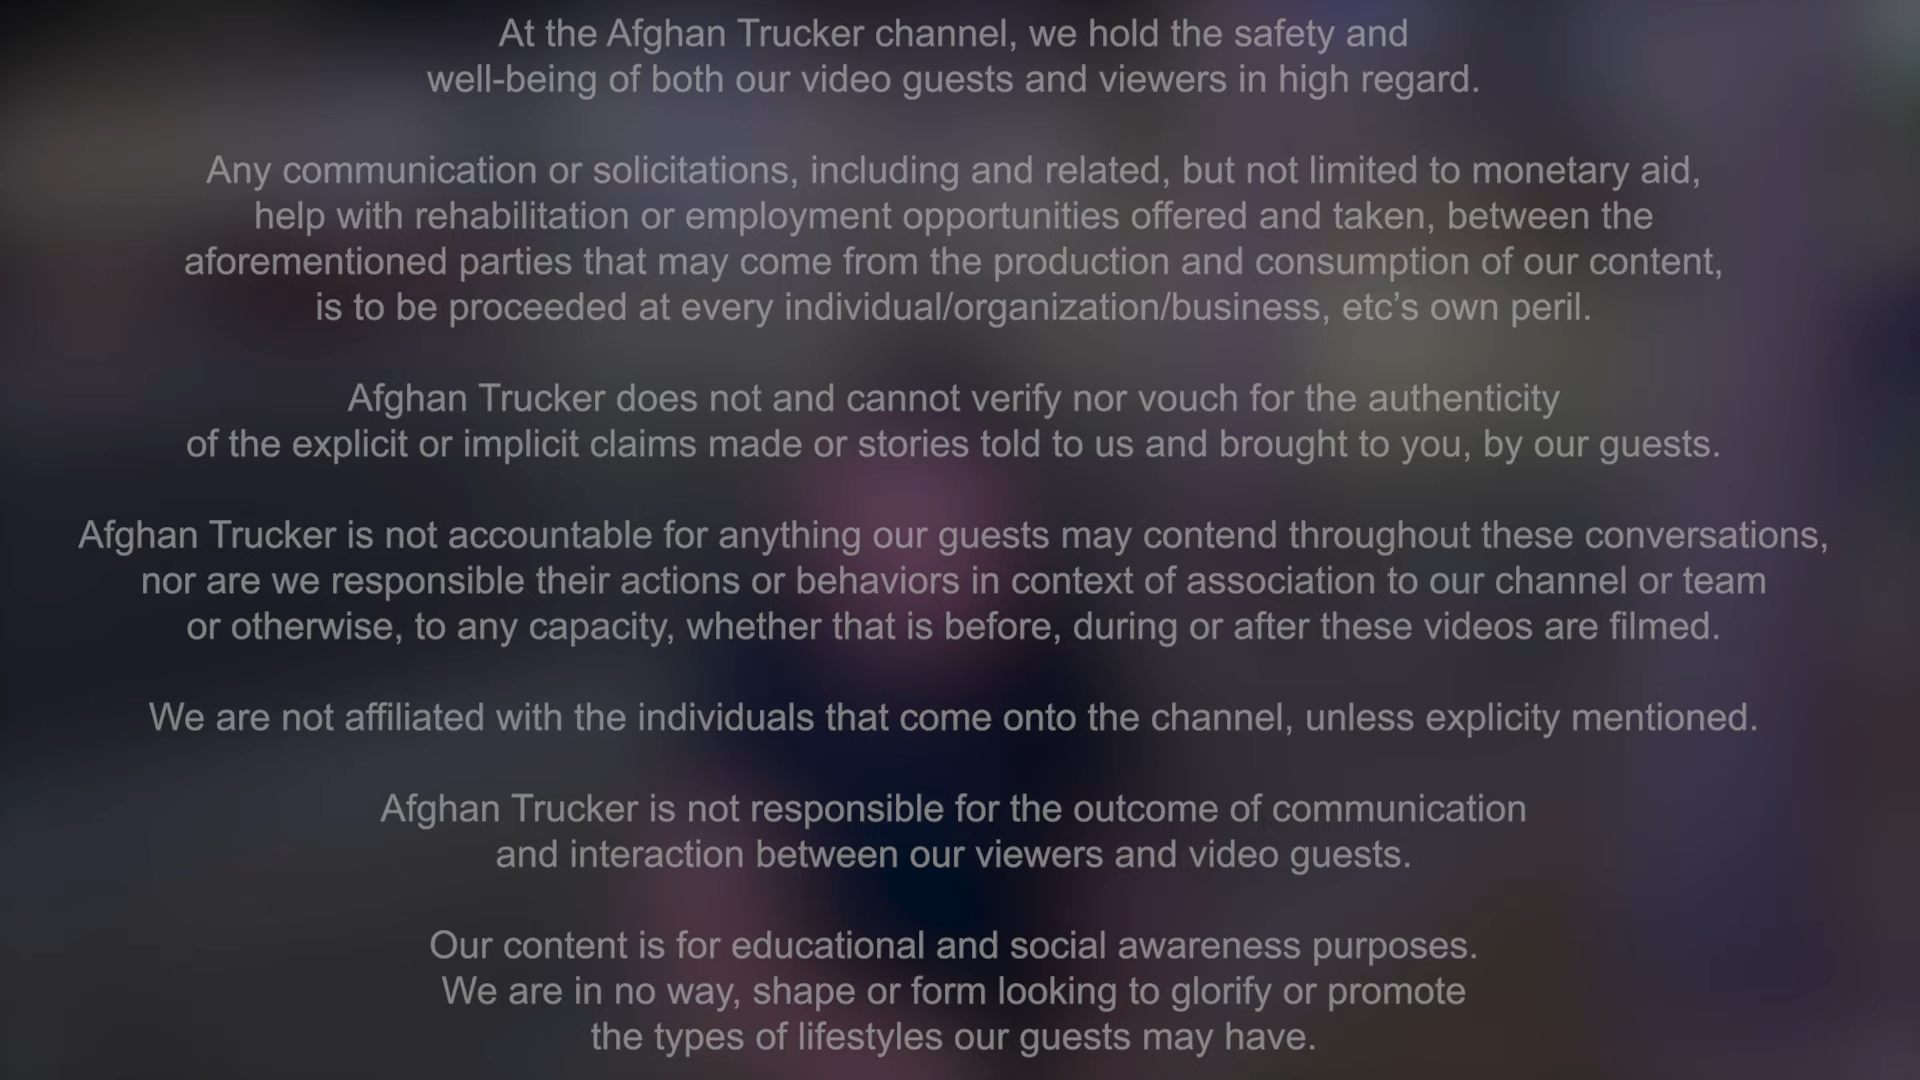 At the Afghan Trucker channel, we hold the safety and
well-being of both our video guests and viewers in high regard.
Any communication or solicitations, including and related, but not limited to monetary aid,
help with rehabilitation or employment opportunities offered and taken, between the
aforementioned parties that may come from the production and consumption of our content,
is to be proceeded at every individual/organization/business, etc’s own peril.
Afghan Trucker does not and cannot verify nor vouch for the authenticity
of the explicit or implicit claims made or stories told to us and brought to you, by our guests.
Afghan Trucker is not accountable for anything our guests may contend throughout these conversations,
nor are we responsible their actions or behaviors in context of association to our channel or team
or otherwise, to any capacity, whether that is before, during or after these videos are filmed.
We are not affiliated with the individuals that come onto the channel, unless explicity mentioned.
Afghan Trucker is not responsible for the outcome of communication
and interaction between our viewers and video guests.
Our content is for educational and social awareness purposes.
We are in no way, shape or form looking to glorify or promote
the types of lifestyles our guests may have.